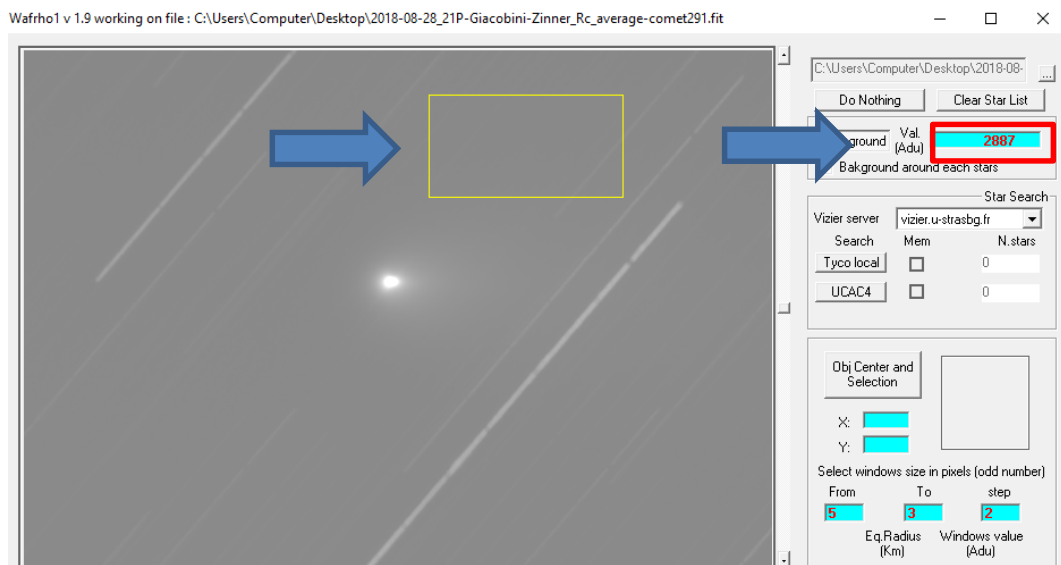 Wafrho1 v 1.9 working on file : C:\Users\Computer\Desktop\2018-08-28_21P-Giacobini-Zinner_Rc_average-comet291.fit
C:\Users\Computer\Desktop\2018-08-
...
Do Nothing Clear Star List
ground Val. (Adu) 2887
Bakground around each stars
Star Search
Vizier server vizier.u-strasbg.fr
Search Mem N.stars
Tyco local 0
UCAC4 0
Obj Center and
Selection
X:
Y:
Select windows size in pixels (odd number)
From To step
5 3 2
Eq.Radius Windows value
(Km) (Adu)